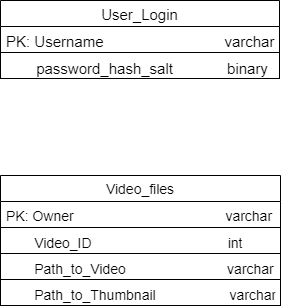 User_Login
PK: Username varchar
password_hash_salt binary
Video_files
PK: Owner varchar
Video_ID int
Path_to_Video varchar
Path_to_Thumbnail varchar